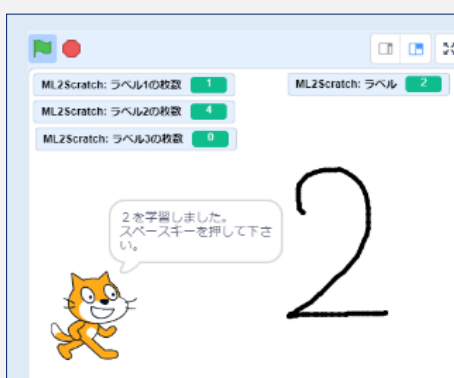 ML2Scratch: ラベル1の枚数 1
ML2Scratch: ラベル 2
ML2Scratch: ラベル2の枚数 4
ML2Scratch: ラベル3の枚数 0
２を学習しました。
スペースキーを押して下さ
い。
2